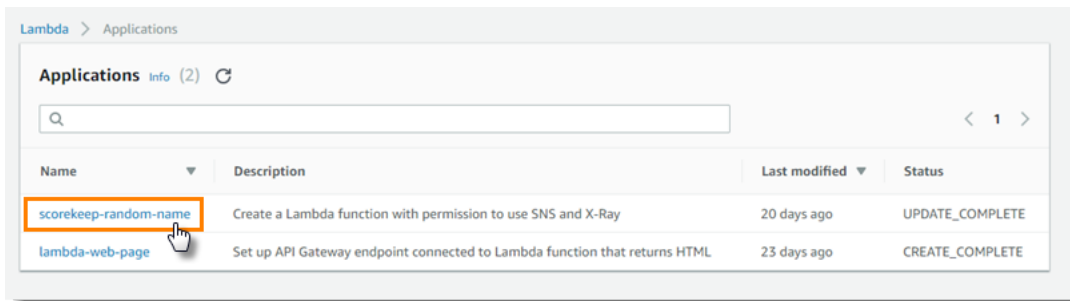 Lambda > Applications
Applications Info (2)
< 1 >
Name Description Last modified Status
scorekeep-random-name Create a Lambda function with permission to use SNS and X-Ray 20 days ago UPDATE_COMPLETE
lambda-web-page Set up API Gateway endpoint connected to Lambda function that returns HTML 23 days ago CREATE_COMPLETE